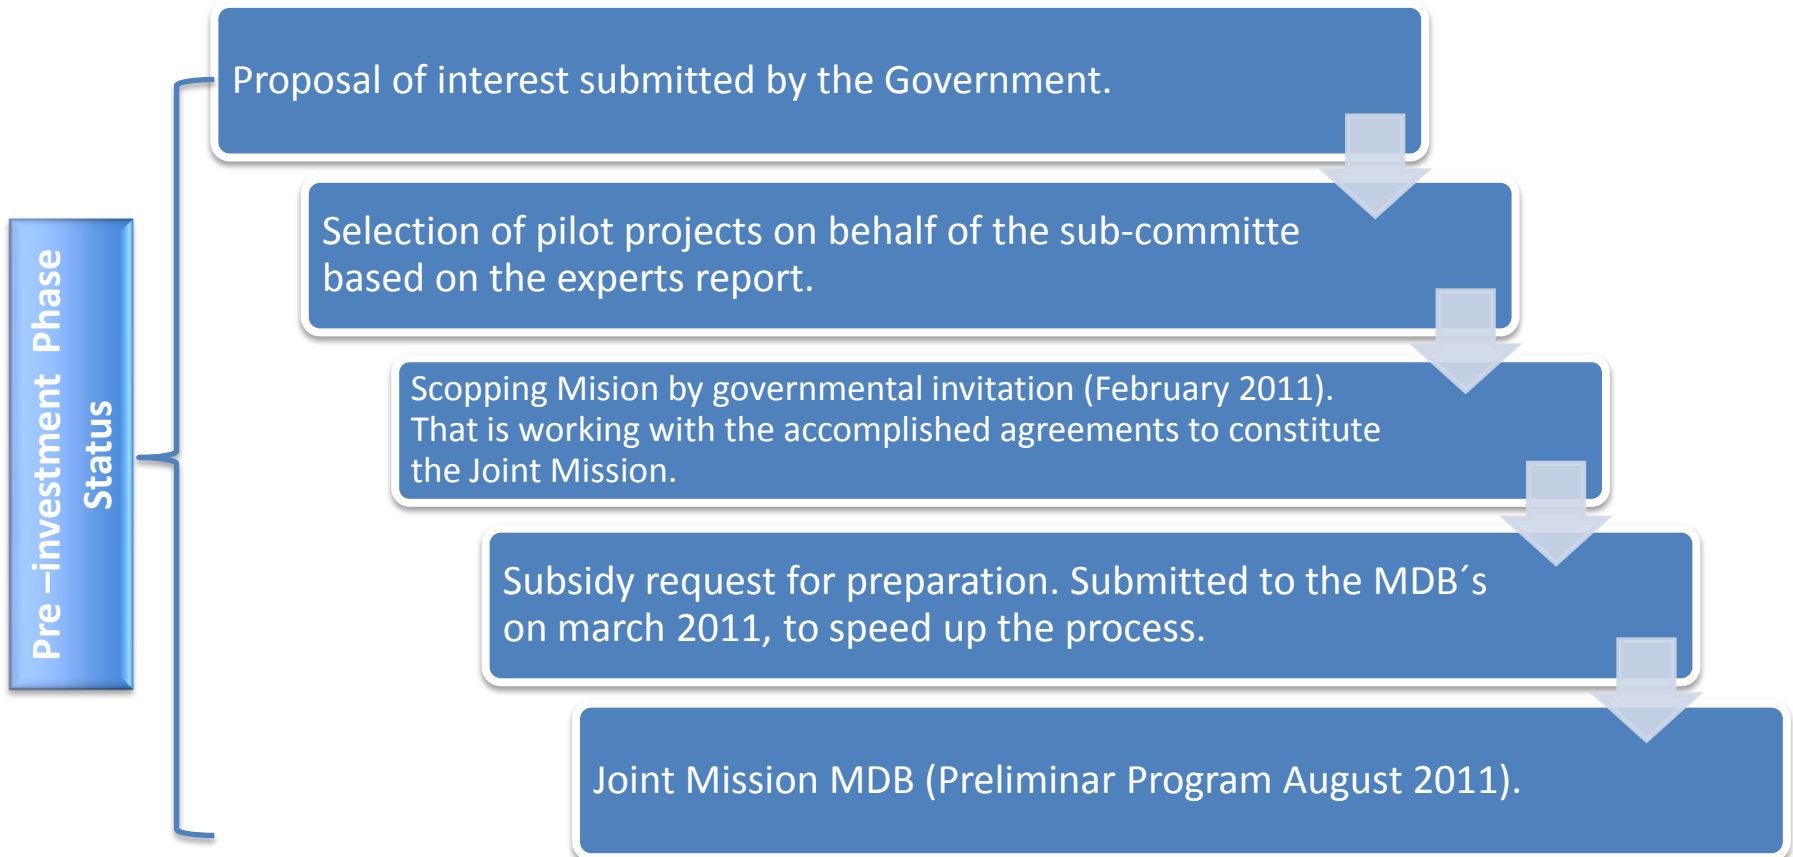 Pre –investment Phase
Status
Proposal of interest submitted by the Government.
Selection of pilot projects on behalf of the sub-committe
based on the experts report.
Scopping Mision by governmental invitation (February 2011).
That is working with the accomplished agreements to constitute
the Joint Mission.
Subsidy request for preparation. Submitted to the MDB´s
on march 2011, to speed up the process.
Joint Mission MDB (Preliminar Program August 2011).